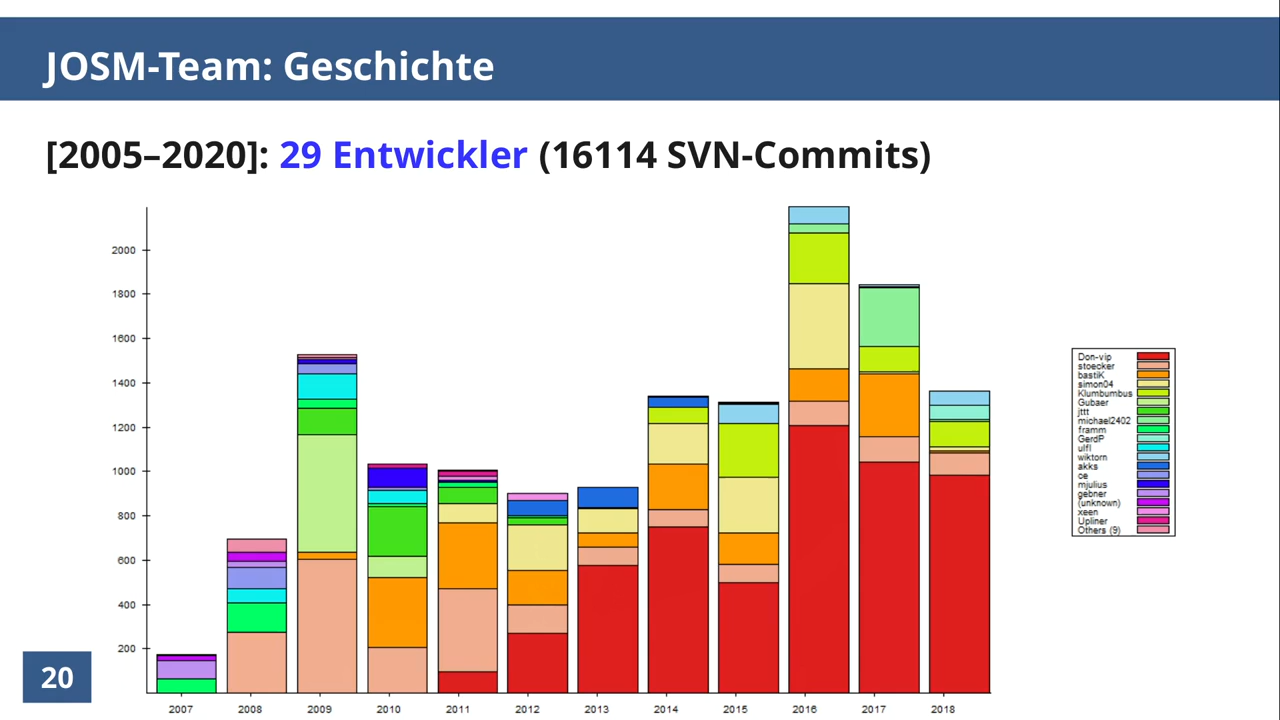 JOSM-Team: Geschichte
[2005–2020]: 29 Entwickler (16114 SVN-Commits)
2000
1800
1600
1400
1200
1000
800
600
400
200
2007 2008 2009 2010 2011 2012 2013 2014 2015 2016 2017 2018
Don-vip
stoecker
bastiK
simon04
Klumbumbus
Gubaer
jttt
michael2402
framm
GerdP
ulfl
wiktorn
akks
oe
mjulius
gebner
(unknown)
xeen
Upliner
Others (9)
20